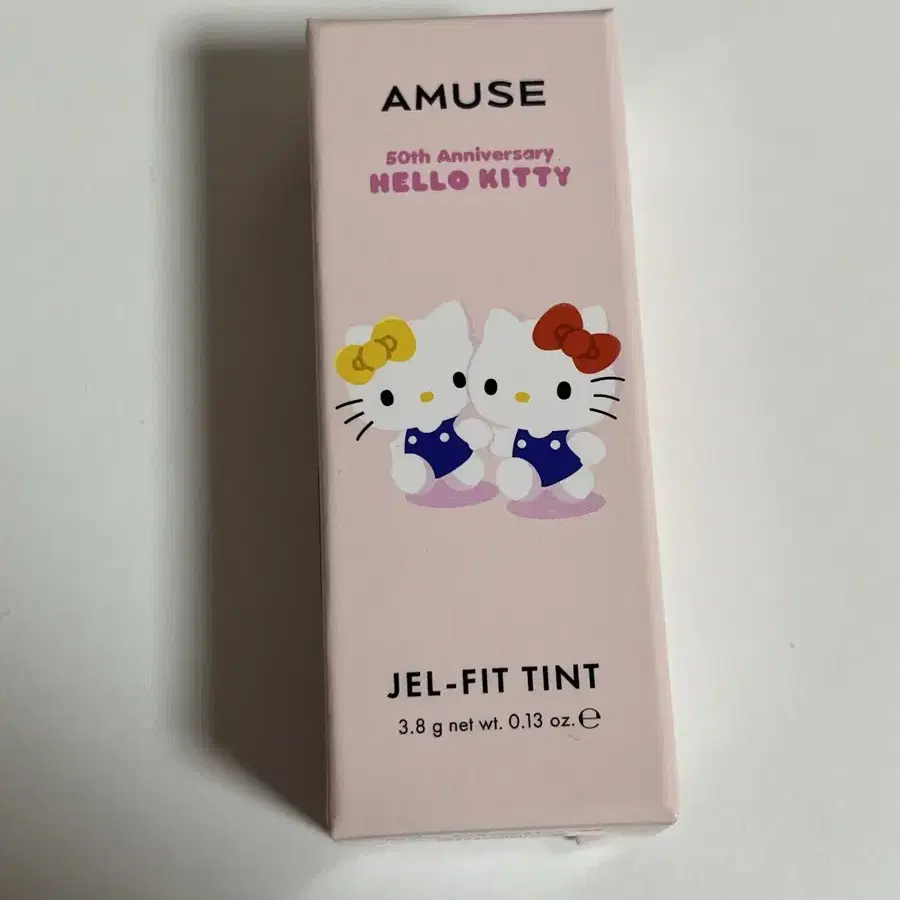 AMUSE
50th Anniversary
HELLO KITTY
JEL-FIT TINT
3.8 g net wt. 0.13 oz.℮